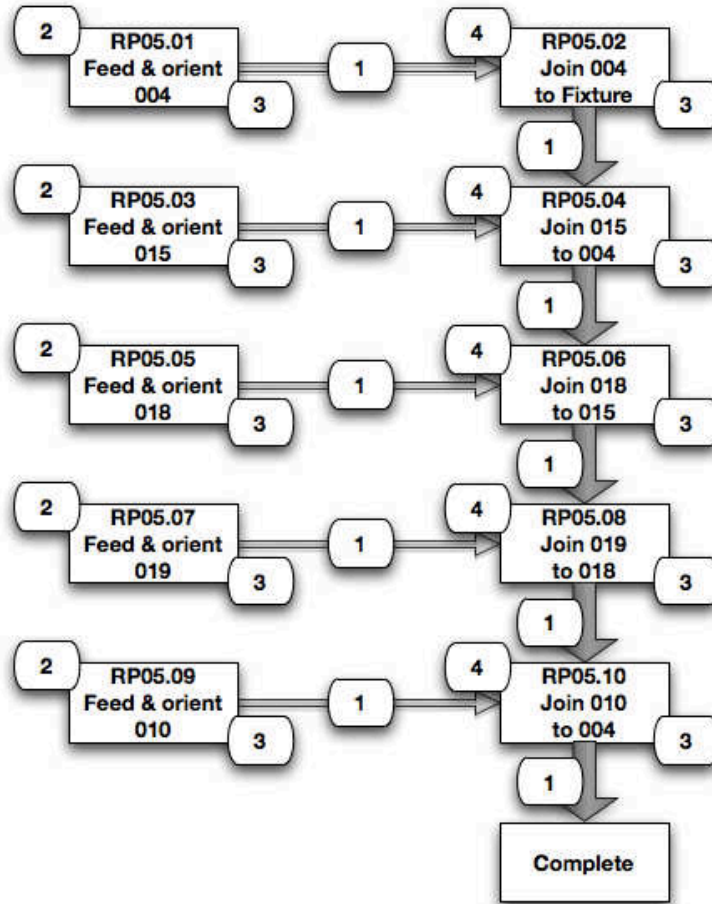 2
RP05.01
Feed & orient
004
3
1
4
RP05.02
Join 004
to Fixture
3
1
2
RP05.03
Feed & orient
015
3
1
4
RP05.04
Join 015
to 004
3
1
2
RP05.05
Feed & orient
018
3
1
4
RP05.06
Join 018
to 015
3
1
2
RP05.07
Feed & orient
019
3
1
4
RP05.08
Join 019
to 018
3
1
2
RP05.09
Feed & orient
010
3
1
4
RP05.10
Join 010
to 004
3
1
Complete